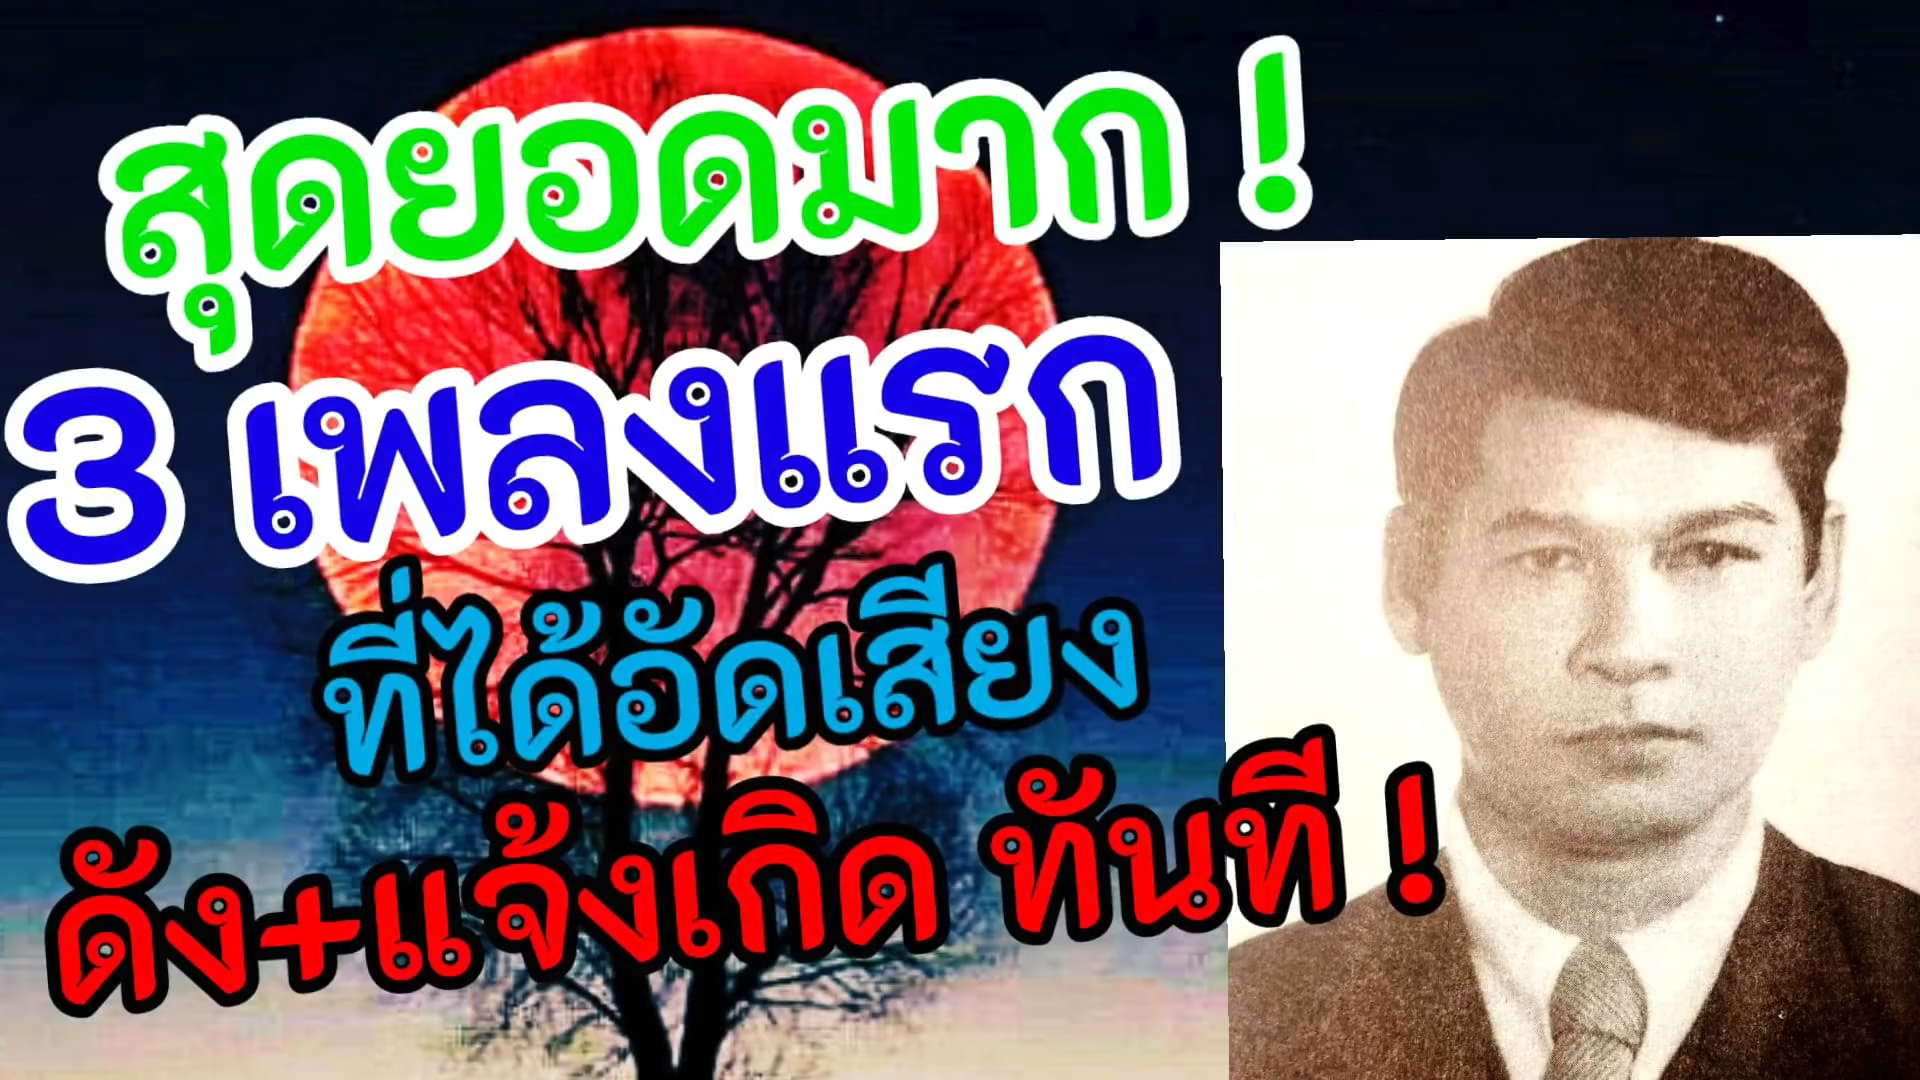 สุดยอดมาก !
3 เพลงแรก
ที่ได้อัดเสียง
ดัง+แจ้งเกิด ทันที !